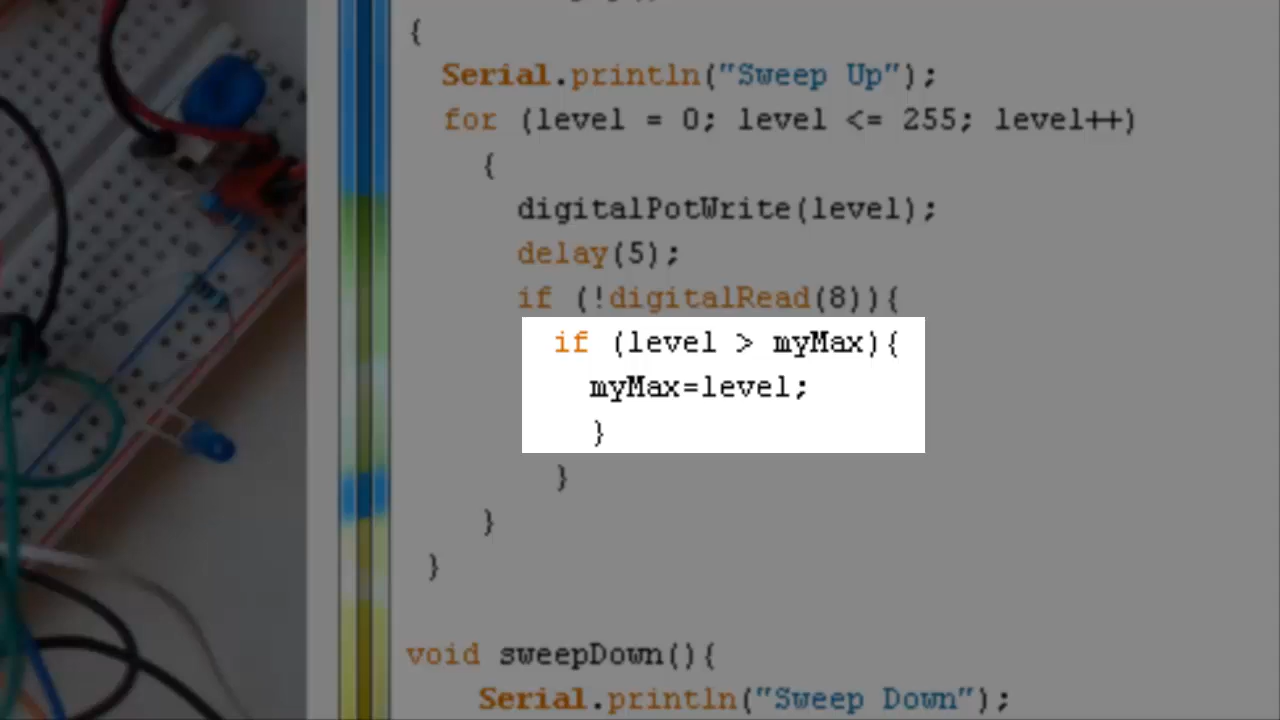 {
Serial.println("Sweep Up");
for (level = 0; level <= 255; level++)
{
digitalPotWrite(level);
delay(5);
if (!digitalRead(8)){
if (level > myMax){
myMax=level;
}
}
}
}
void sweepDown(){
Serial.println("Sweep Down");